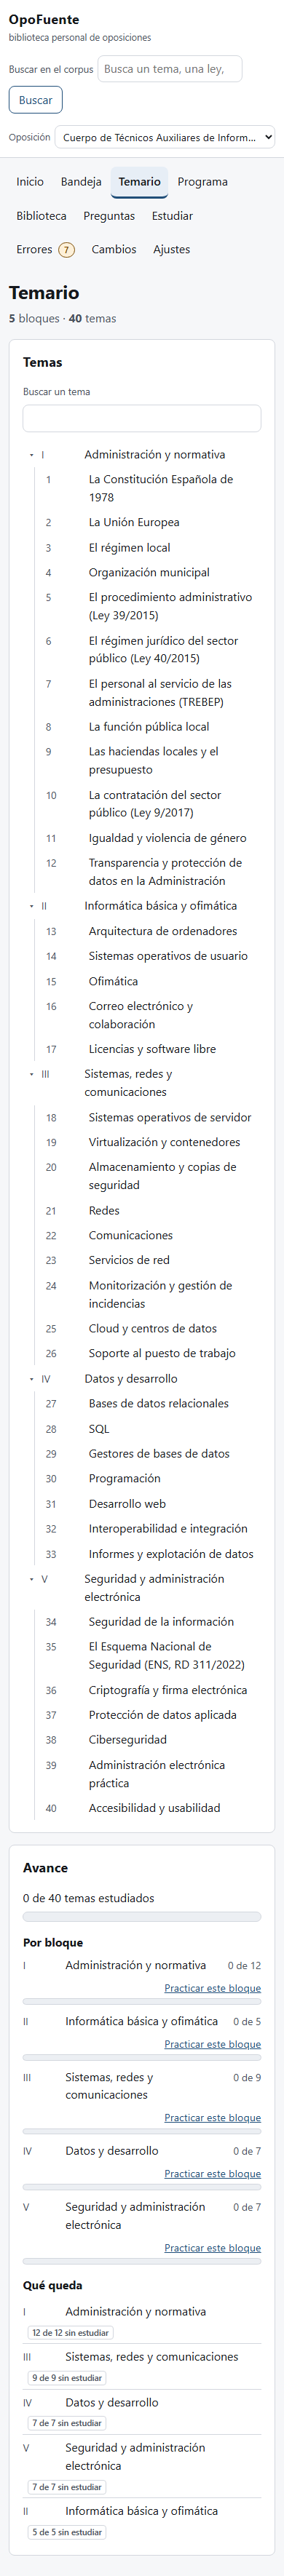 OpoFuente
biblioteca personal de oposiciones
Buscar en el corpus
Busca un tema, una ley,
Buscar
Oposición
Cuerpo de Técnicos Auxiliares de Inform...
Inicio
Bandeja
Temario
Programa
Biblioteca
Preguntas
Estudiar
Errores 7
Cambios
Ajustes
Temario
5 bloques · 40 temas
Temas
Buscar un tema
I Administración y normativa
1 La Constitución Española de
1978
2 La Unión Europea
3 El régimen local
4 Organización municipal
5 El procedimiento administrativo
(Ley 39/2015)
6 El régimen jurídico del sector
público (Ley 40/2015)
7 El personal al servicio de las
administraciones (TREBEP)
8 La función pública local
9 Las haciendas locales y el
presupuesto
10 La contratación del sector
público (Ley 9/2017)
11 Igualdad y violencia de género
12 Transparencia y protección de
datos en la Administración
II Informática básica y ofimática
13 Arquitectura de ordenadores
14 Sistemas operativos de usuario
15 Ofimática
16 Correo electrónico y
colaboración
17 Licencias y software libre
III Sistemas, redes y
comunicaciones
18 Sistemas operativos de servidor
19 Virtualización y contenedores
20 Almacenamiento y copias de
seguridad
21 Redes
22 Comunicaciones
23 Servicios de red
24 Monitorización y gestión de
incidencias
25 Cloud y centros de datos
26 Soporte al puesto de trabajo
IV Datos y desarrollo
27 Bases de datos relacionales
28 SQL
29 Gestores de bases de datos
30 Programación
31 Desarrollo web
32 Interoperabilidad e integración
33 Informes y explotación de datos
V Seguridad y administración
electrónica
34 Seguridad de la información
35 El Esquema Nacional de
Seguridad (ENS, RD 311/2022)
36 Criptografía y firma electrónica
37 Protección de datos aplicada
38 Ciberseguridad
39 Administración electrónica
práctica
40 Accesibilidad y usabilidad
Avance
0 de 40 temas estudiados
Por bloque
I Administración y normativa 0 de 12
Practicar este bloque
II Informática básica y ofimática 0 de 5
Practicar este bloque
III Sistemas, redes y 0 de 9
comunicaciones
Practicar este bloque
IV Datos y desarrollo 0 de 7
Practicar este bloque
V Seguridad y administración 0 de 7
electrónica
Practicar este bloque
Qué queda
I Administración y normativa
12 de 12 sin estudiar
III Sistemas, redes y comunicaciones
9 de 9 sin estudiar
IV Datos y desarrollo
7 de 7 sin estudiar
V Seguridad y administración
electrónica
7 de 7 sin estudiar
II Informática básica y ofimática
5 de 5 sin estudiar